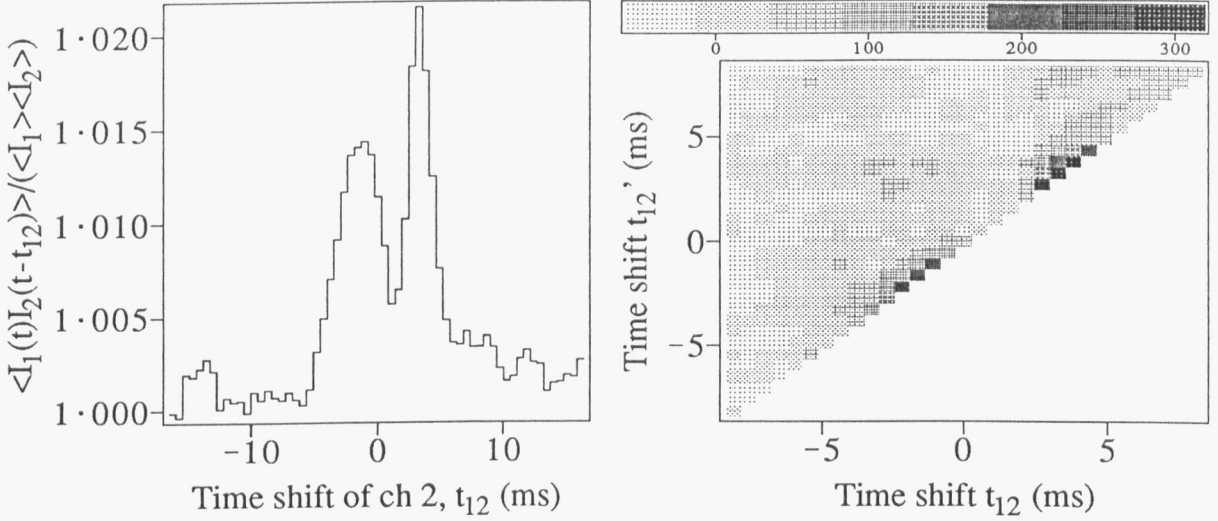 <I₁(t)I₂(t-t₁₂)>/(<I₁><I₂>)
1·020
1·015
1·010
1·005
1·000
-10 0 10
Time shift of ch 2, t₁₂ (ms)
0 100 200 300
Time shift t₁₂' (ms)
5
0
-5
-5 0 5
Time shift t₁₂ (ms)